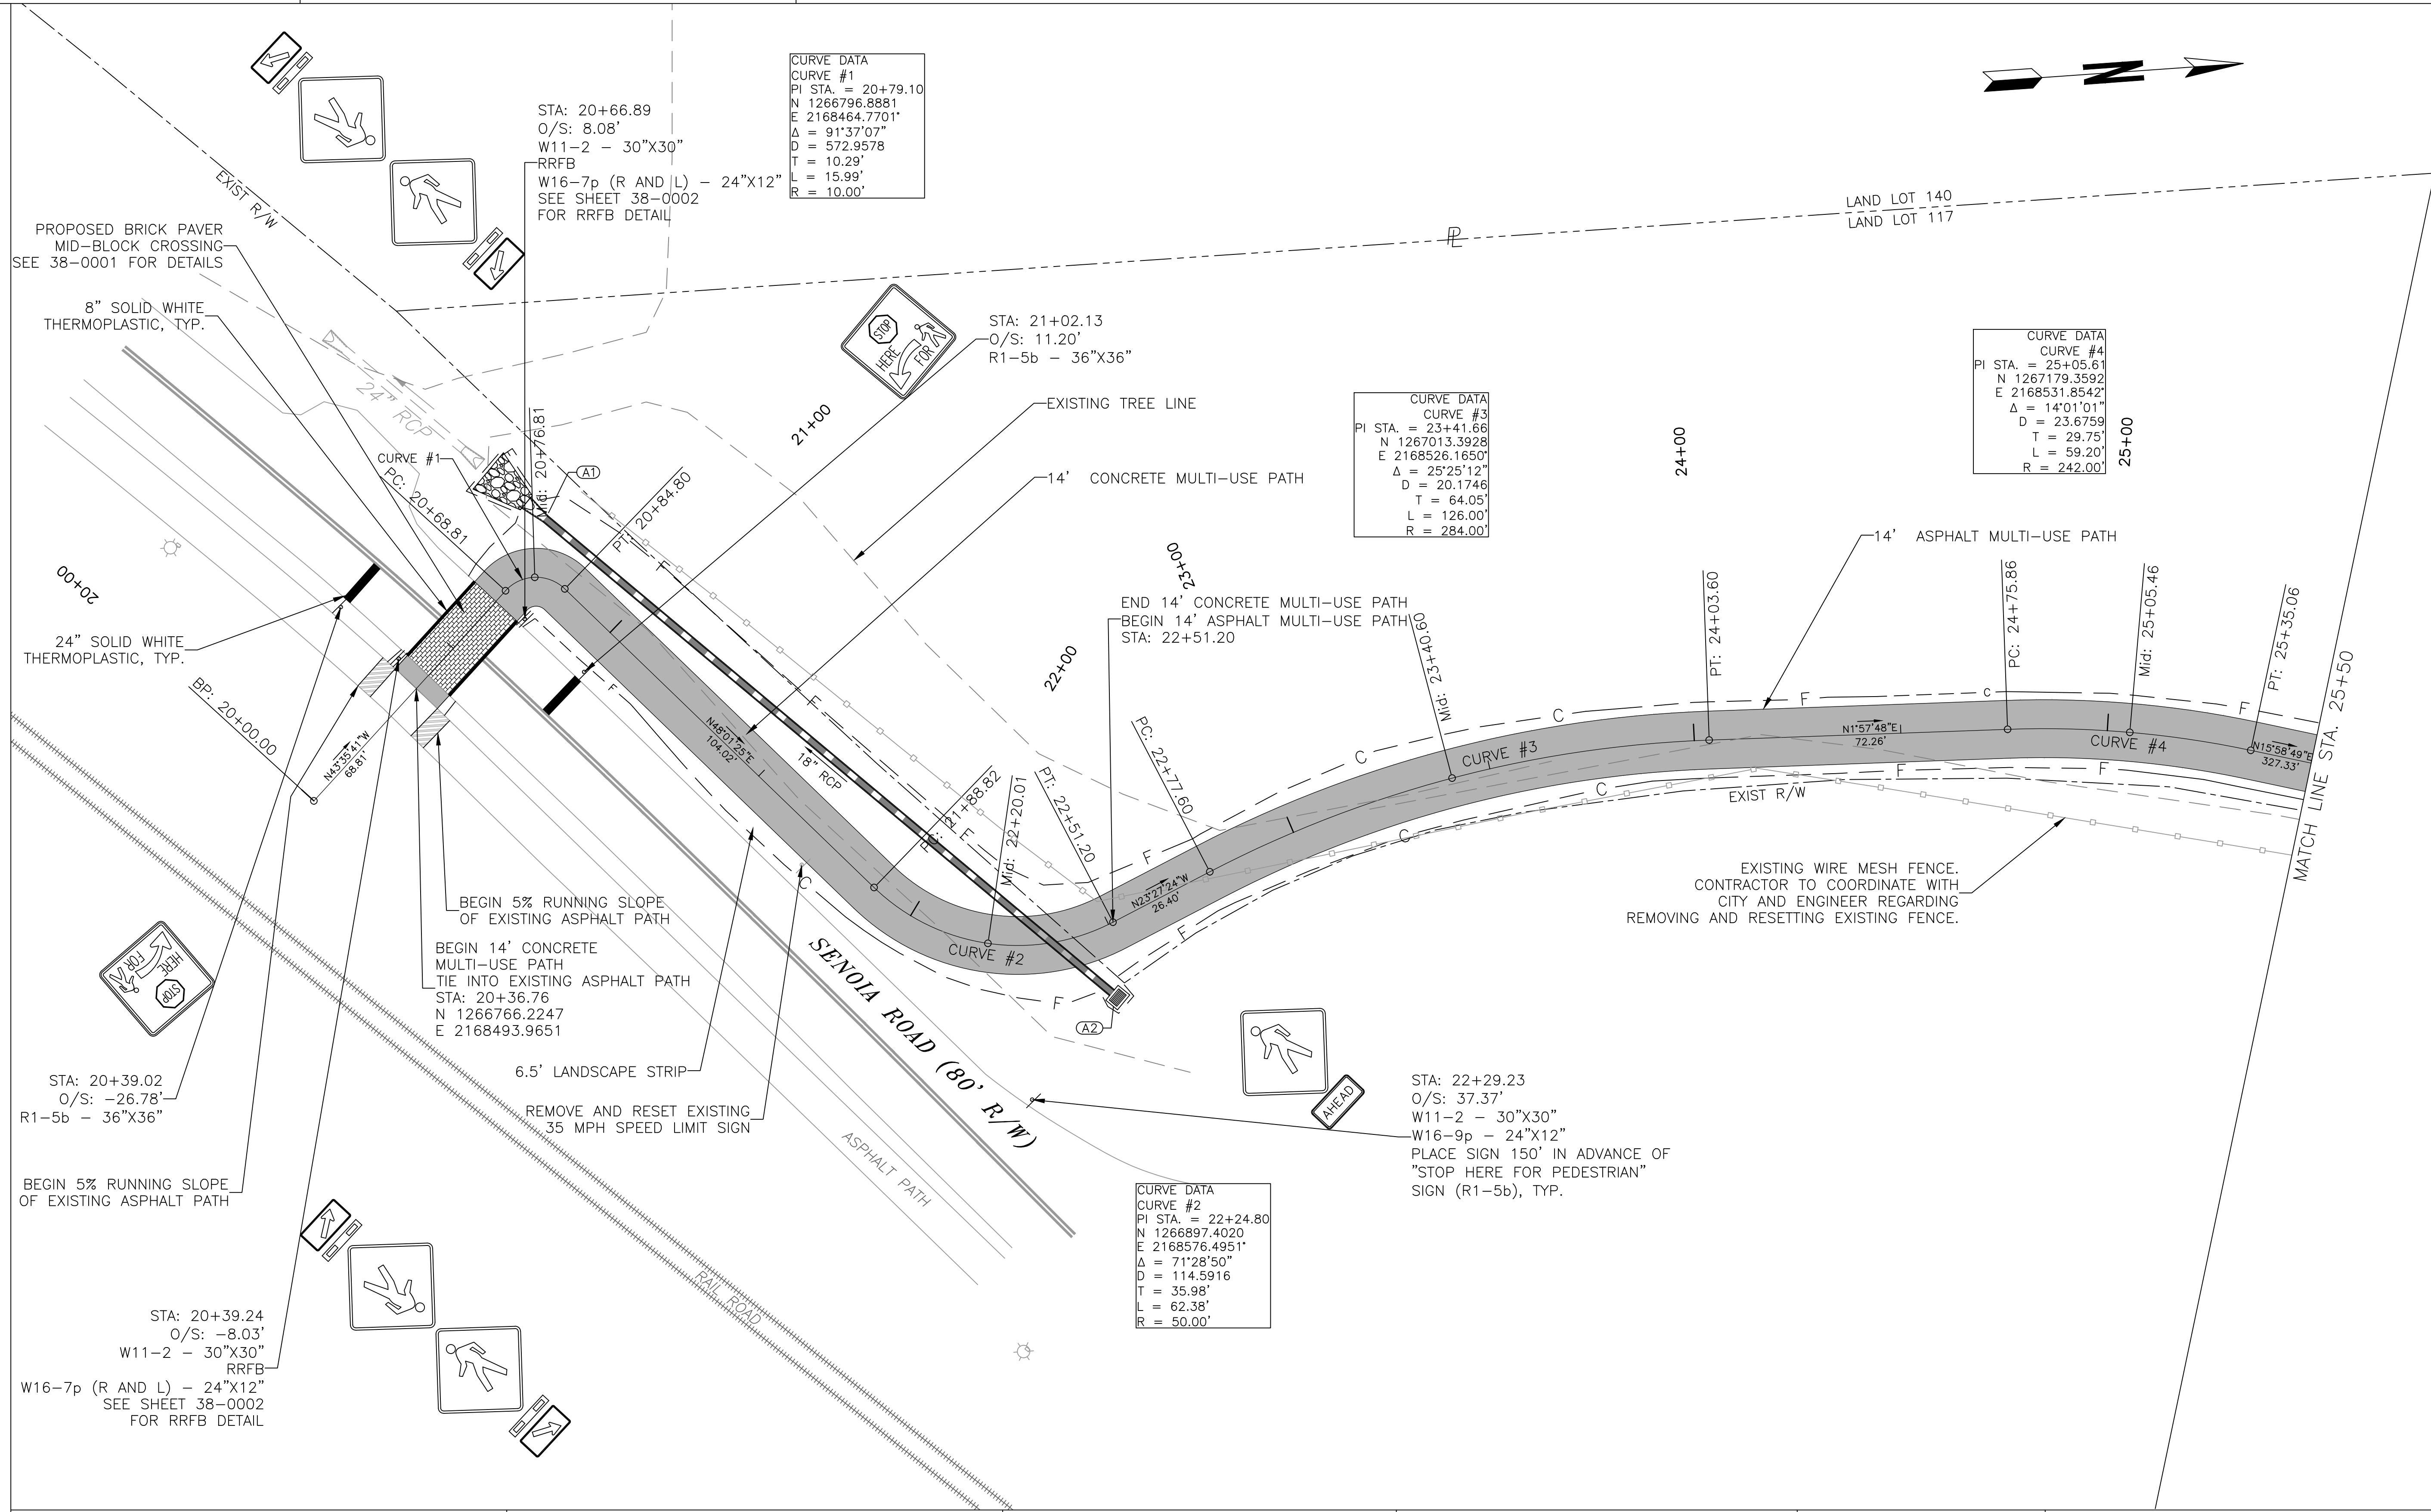 CURVE DATA
CURVE #1
PI STA. = 20+79.10
N 1266796.8881
E 2168464.7701°
Δ = 91°37'07"
D = 572.9578
T = 10.29'
L = 15.99'
R = 10.00'
N
STA: 20+66.89
O/S: 8.08'
W11-2 - 30"X30"
RRFB
W16-7p (R AND L) - 24"X12"
SEE SHEET 38-0002
FOR RRFB DETAIL
EXIST R/W
LAND LOT 140
LAND LOT 117
PL
PROPOSED BRICK PAVER
MID-BLOCK CROSSING
SEE 38-0001 FOR DETAILS
8" SOLID WHITE
THERMOPLASTIC, TYP.
STOP
HERE
FOR
STA: 21+02.13
O/S: 11.20'
R1-5b - 36"X36"
24" RCP
21+00
EXISTING TREE LINE
CURVE DATA
CURVE #3
PI STA. = 23+41.66
N 1267013.3928
E 2168526.1650°
Δ = 25°25'12"
D = 20.1746
T = 64.05'
L = 126.00'
R = 284.00'
CURVE DATA
CURVE #4
PI STA. = 25+05.61
N 1267179.3592
E 2168531.8542°
Δ = 14°01'01"
D = 23.6759
T = 29.75'
L = 59.20'
R = 242.00'
24+00
25+00
CURVE #1
PC: 20+68.81
Mid: 20+76.81
A1
PT: 20+84.80
14' CONCRETE MULTI-USE PATH
14' ASPHALT MULTI-USE PATH
20+00
23+00
22+00
END 14' CONCRETE MULTI-USE PATH
BEGIN 14' ASPHALT MULTI-USE PATH
STA: 22+51.20
Mid: 23+40.60
PT: 24+03.60
PC: 24+75.86
Mid: 25+05.46
PT: 25+35.06
24" SOLID WHITE
THERMOPLASTIC, TYP.
BP: 20+00.00
N43°35'41"W
68.81'
F
F
F
N48°01'25"E
104.02'
18" RCP
PC: 21+88.82
F
Mid: 22+20.01
PT: 22+51.20
PC: 22+77.60
C
C
F
C
F
CURVE #3
N1°57'48"E
72.26'
CURVE #4
N15°58'49"E
327.33'
MATCH LINE STA. 25+50
F
F
C
C
EXIST R/W
F
N23°27'24"W
26.40'
F
C
CURVE #2
F
A2
EXISTING WIRE MESH FENCE.
CONTRACTOR TO COORDINATE WITH
CITY AND ENGINEER REGARDING
REMOVING AND RESETTING EXISTING FENCE.
BEGIN 5% RUNNING SLOPE
OF EXISTING ASPHALT PATH
BEGIN 14' CONCRETE
MULTI-USE PATH
TIE INTO EXISTING ASPHALT PATH
STA: 20+36.76
N 1266766.2247
E 2168493.9651
SENOIA ROAD (80' R/W)
HERE
FOR
STOP
6.5' LANDSCAPE STRIP
REMOVE AND RESET EXISTING
35 MPH SPEED LIMIT SIGN
ASPHALT PATH
AHEAD
STA: 20+39.02
O/S: -26.78'
R1-5b - 36"X36"
STA: 22+29.23
O/S: 37.37'
W11-2 - 30"X30"
W16-9p - 24"X12"
PLACE SIGN 150' IN ADVANCE OF
"STOP HERE FOR PEDESTRIAN"
SIGN (R1-5b), TYP.
BEGIN 5% RUNNING SLOPE
OF EXISTING ASPHALT PATH
CURVE DATA
CURVE #2
PI STA. = 22+24.80
N 1266897.4020
E 2168576.4951°
Δ = 71°28'50"
D = 114.5916
T = 35.98'
L = 62.38'
R = 50.00'
RAIL ROAD
STA: 20+39.24
O/S: -8.03'
W11-2 - 30"X30"
RRFB
W16-7p (R AND L) - 24"X12"
SEE SHEET 38-0002
FOR RRFB DETAIL